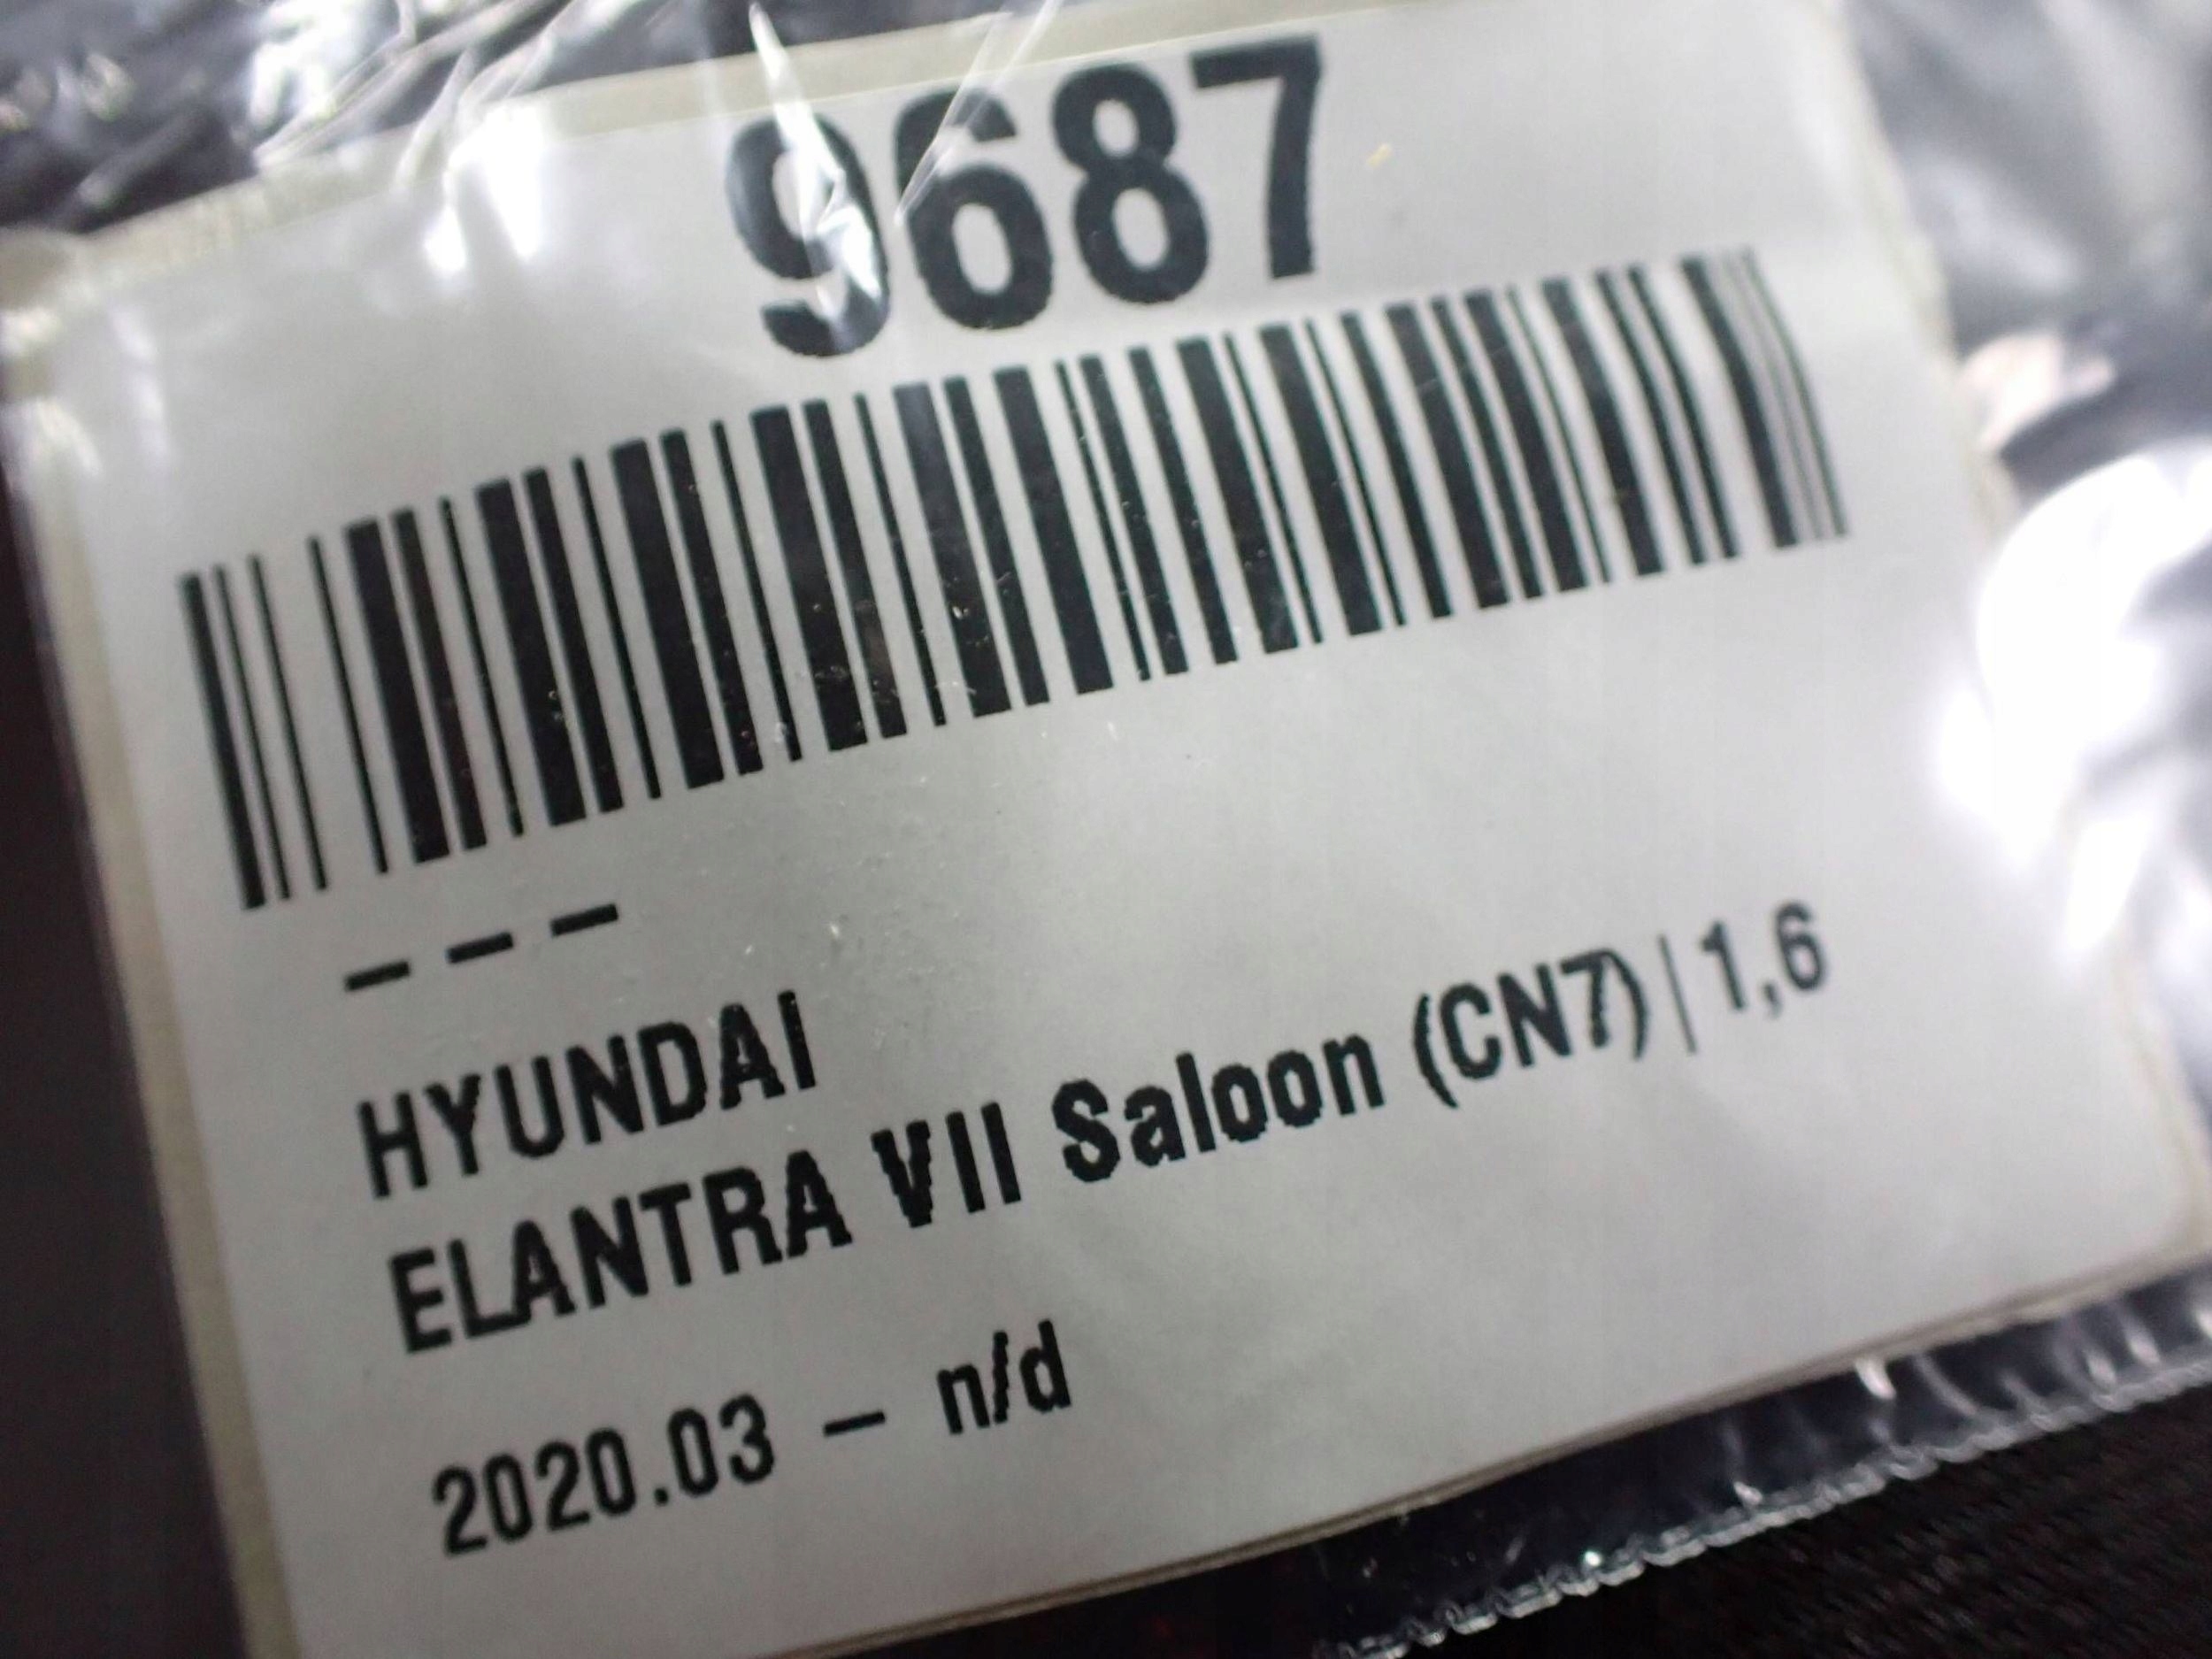 9687
– – –
HYUNDAI
ELANTRA VII Saloon (CN7)|1,6
2020.03 – n/d